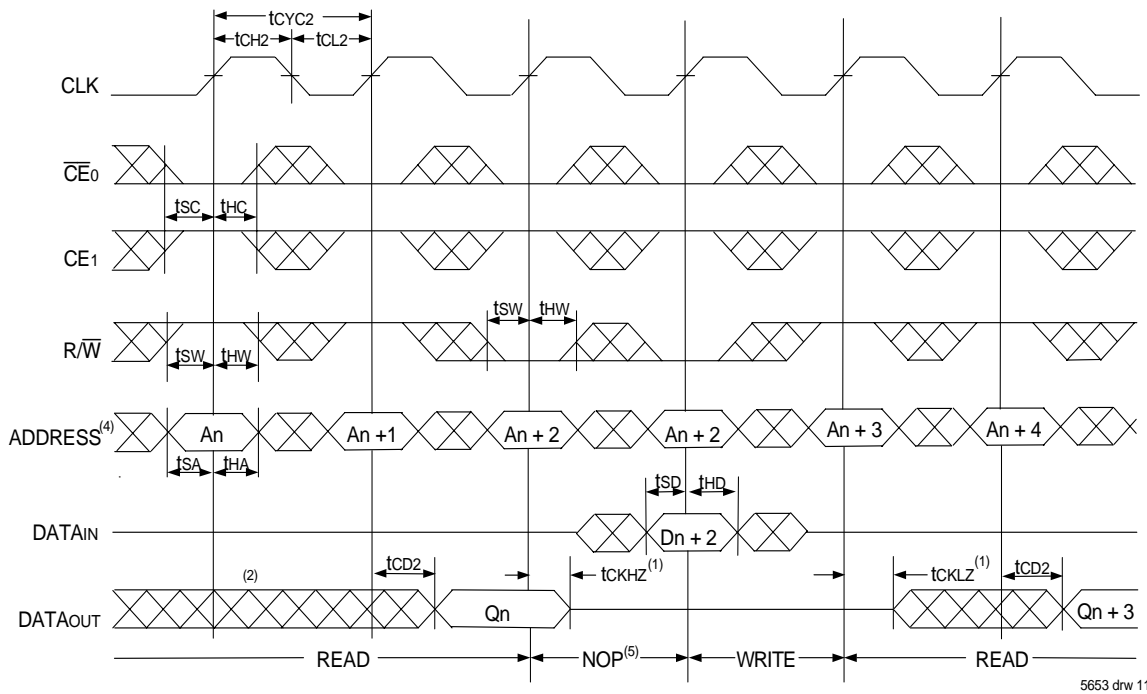 tCYC2
tCH2 tCL2
CLK
CE0
tSC tHC
CE1
tSW tHW
R/W
tSW tHW
ADDRESS(4) An An +1 An + 2 An + 2 An + 3 An + 4
tSA tHA
tSD tHD
DATAIN Dn + 2
tCD2 tCKHZ(1) tCKLZ(1) tCD2
(2)
DATAOUT Qn Qn + 3
READ NOP(5) WRITE READ
5653 drw 11